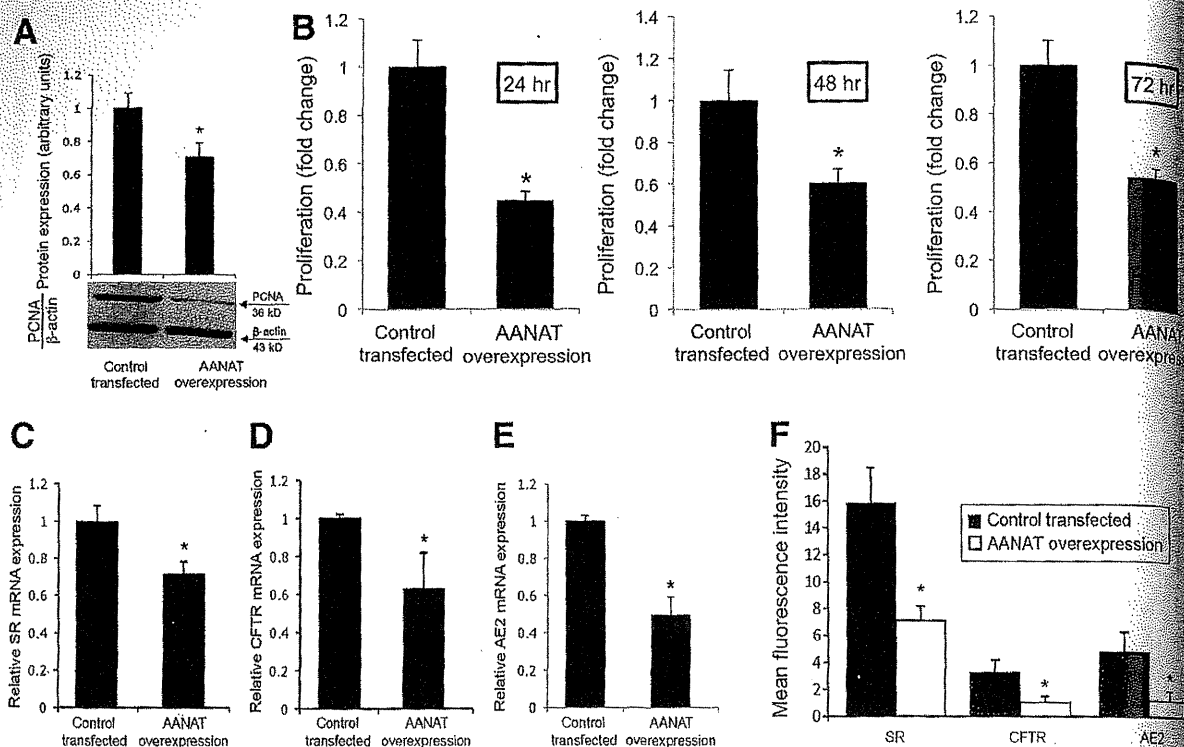 A
Protein expression (arbitrary units)
1.2
1
0.8
0.6
0.4
0.2
0
*
PCNA
β-actin
PCNA
36 kD
β-actin
43 kD
Control
transfected
AANAT
overexpression
B
Proliferation (fold change)
1.2
1
0.8
0.6
0.4
0.2
0
24 hr
*
Control
transfected
AANAT
overexpression
Proliferation (fold change)
1.4
1.2
1
0.8
0.6
0.4
0.2
0
48 hr
*
Control
transfected
AANAT
overexpression
Proliferation (fold change)
1.2
1
0.8
0.6
0.4
0.2
0
72 hr
*
Control
transfected
AANAT
overexpres
C
Relative SR mRNA expression
1.2
1
0.8
0.6
0.4
0.2
0
*
Control
transfected
AANAT
overexpression
D
Relative CFTR mRNA expression
1.2
1
0.8
0.6
0.4
0.2
0
*
Control
transfected
AANAT
overexpression
E
Relative AE2 mRNA expression
1.2
1
0.8
0.6
0.4
0.2
0
*
Control
transfected
AANAT
overexpression
F
Mean fluorescence intensity
20
18
16
14
12
10
8
6
4
2
0
Control transfected
AANAT overexpression
*
*
*
SR
CFTR
AE2